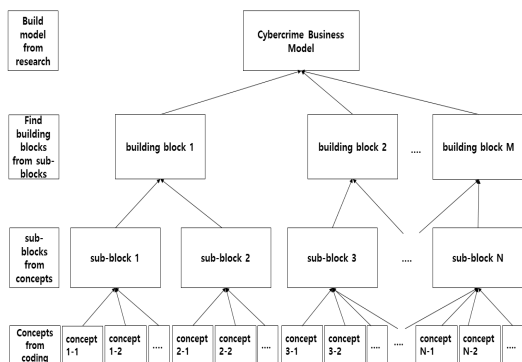 Build
model
from
research
Cybercrime Business
Model
Find
building
blocks
from sub-
blocks
building block 1
building block 2
....
building block M
sub-
blocks
from
concepts
sub-block 1
sub-block 2
sub-block 3
....
....
sub-block N
Concepts
from
coding
concept
1-1
concept
1-2
....
concept
2-1
concept
2-2
....
concept
3-1
concept
3-2
....
....
concept
N-1
concept
N-2
....